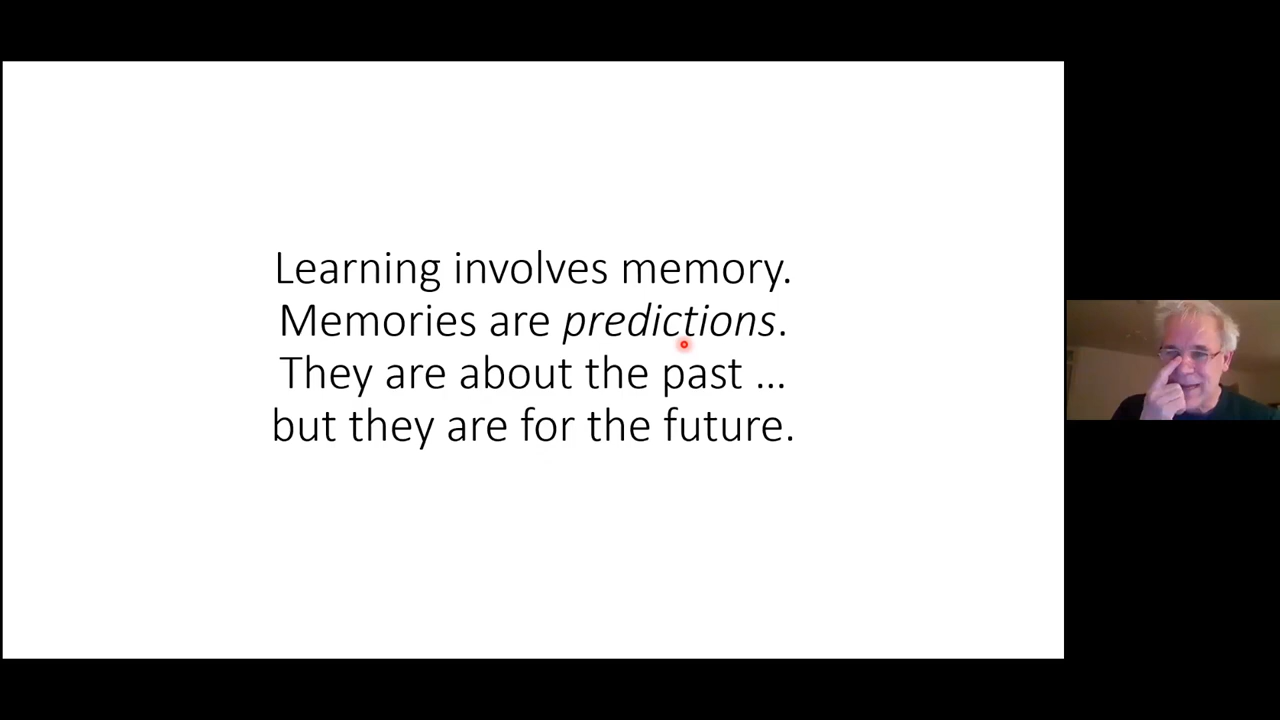 Learning involves memory.
Memories are predictions.
They are about the past ...
but they are for the future.